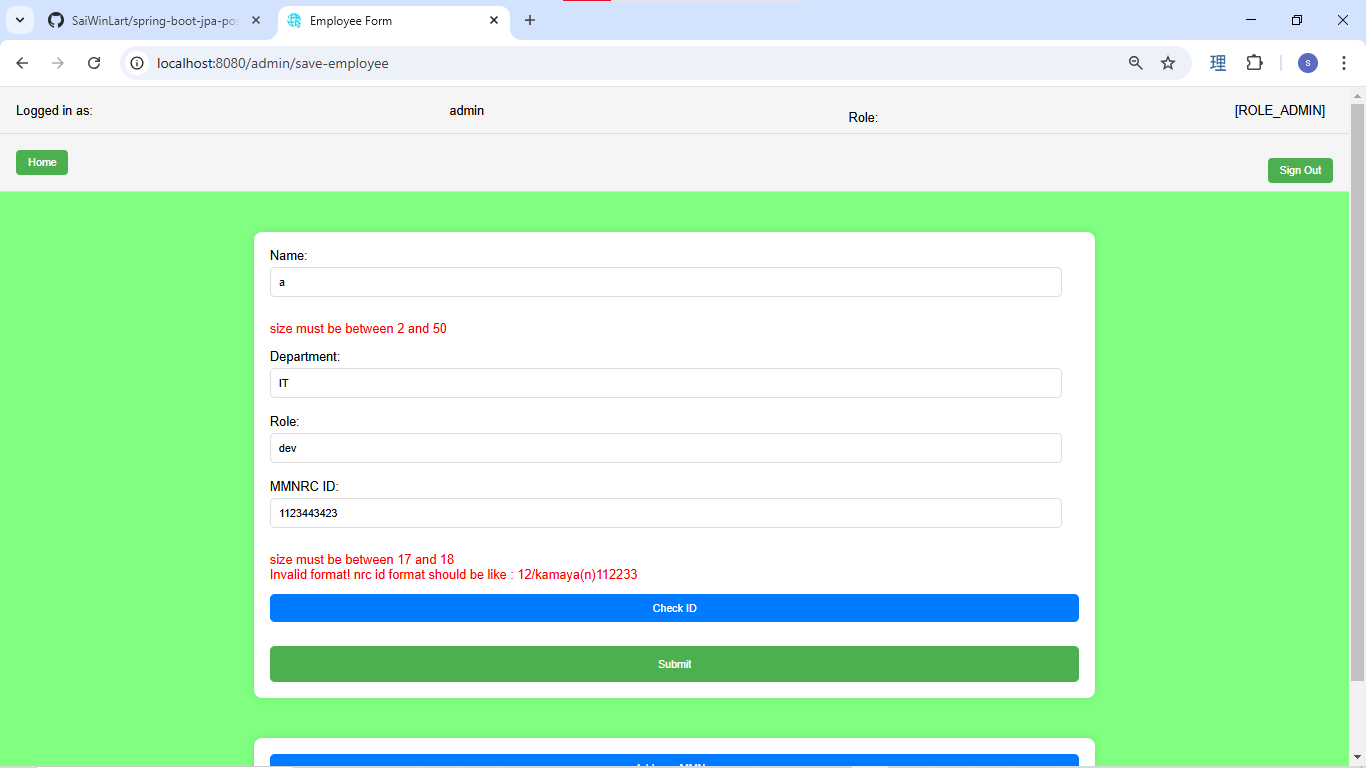 SaiWinLart/spring-boot-jpa-pos
Employee Form
localhost:8080/admin/save-employee
理
s
Logged in as:
admin
Role:
[ROLE_ADMIN]
Home
Sign Out
Name:
a
size must be between 2 and 50
Department:
IT
Role:
dev
MMNRC ID:
1123443423
size must be between 17 and 18
Invalid format! nrc id format should be like : 12/kamaya(n)112233
Check ID
Submit